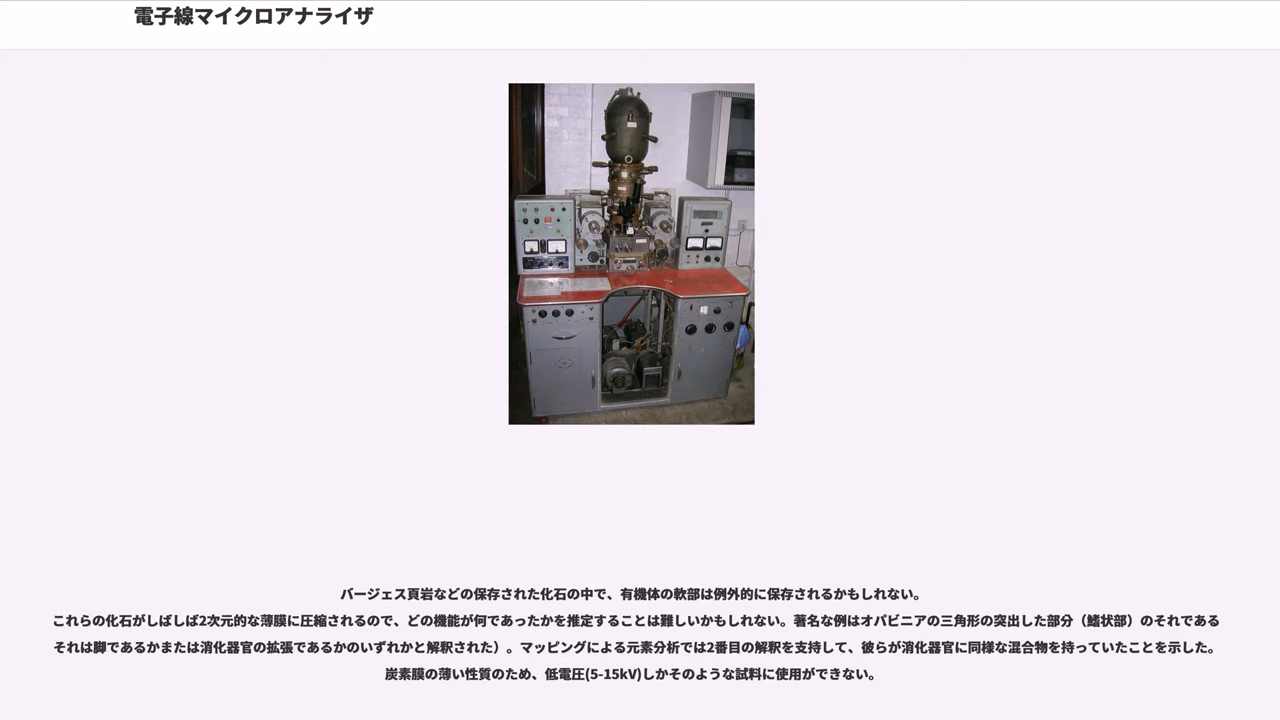 電子線マイクロアナライザ
バージェス頁岩などの保存された化石の中で、有機体の軟部は例外的に保存されるかもしれない。
これらの化石がしばしば2次元的な薄膜に圧縮されるので、どの機能が何であったかを推定することは難しいかもしれない。著名な例はオパビニアの三角形の突出した部分（鰭状部）のそれである
それは脚であるかまたは消化器官の拡張であるかのいずれかと解釈された）。マッピングによる元素分析では2番目の解釈を支持して、彼らが消化器官に同様な混合物を持っていたことを示した。
炭素膜の薄い性質のため、低電圧(5-15kV)しかそのような試料に使用ができない。